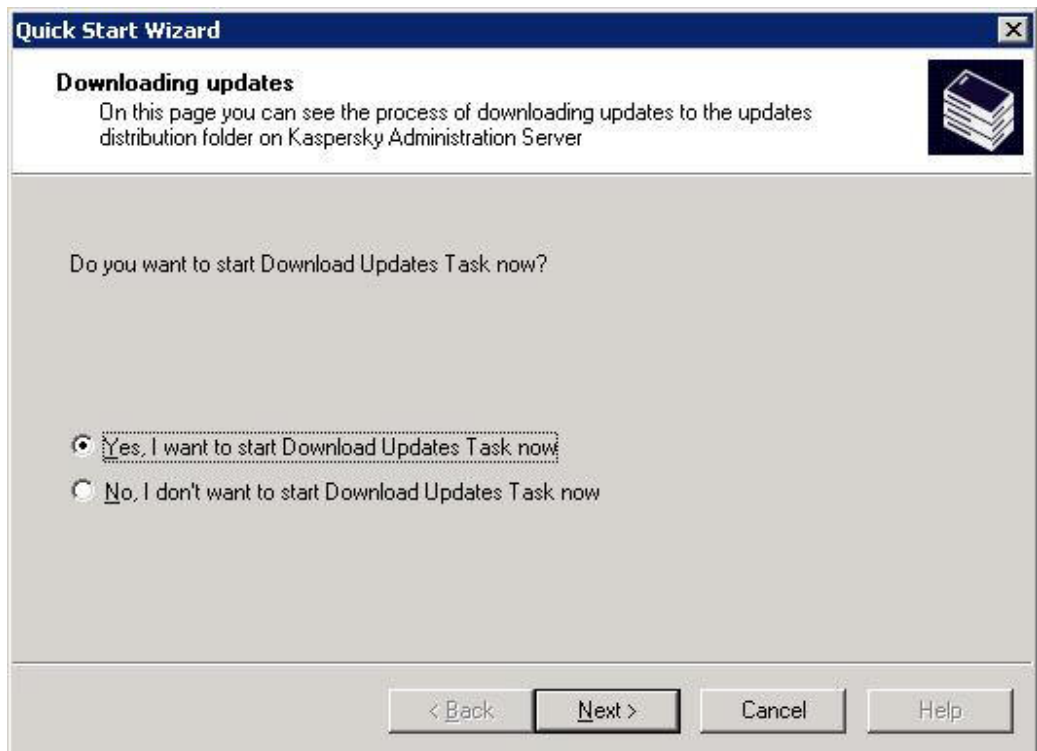 Quick Start Wizard
Downloading updates
On this page you can see the process of downloading updates to the updates
distribution folder on Kaspersky Administration Server
Do you want to start Download Updates Task now?
Yes, I want to start Download Updates Task now
No, I don't want to start Download Updates Task now
< Back Next > Cancel Help